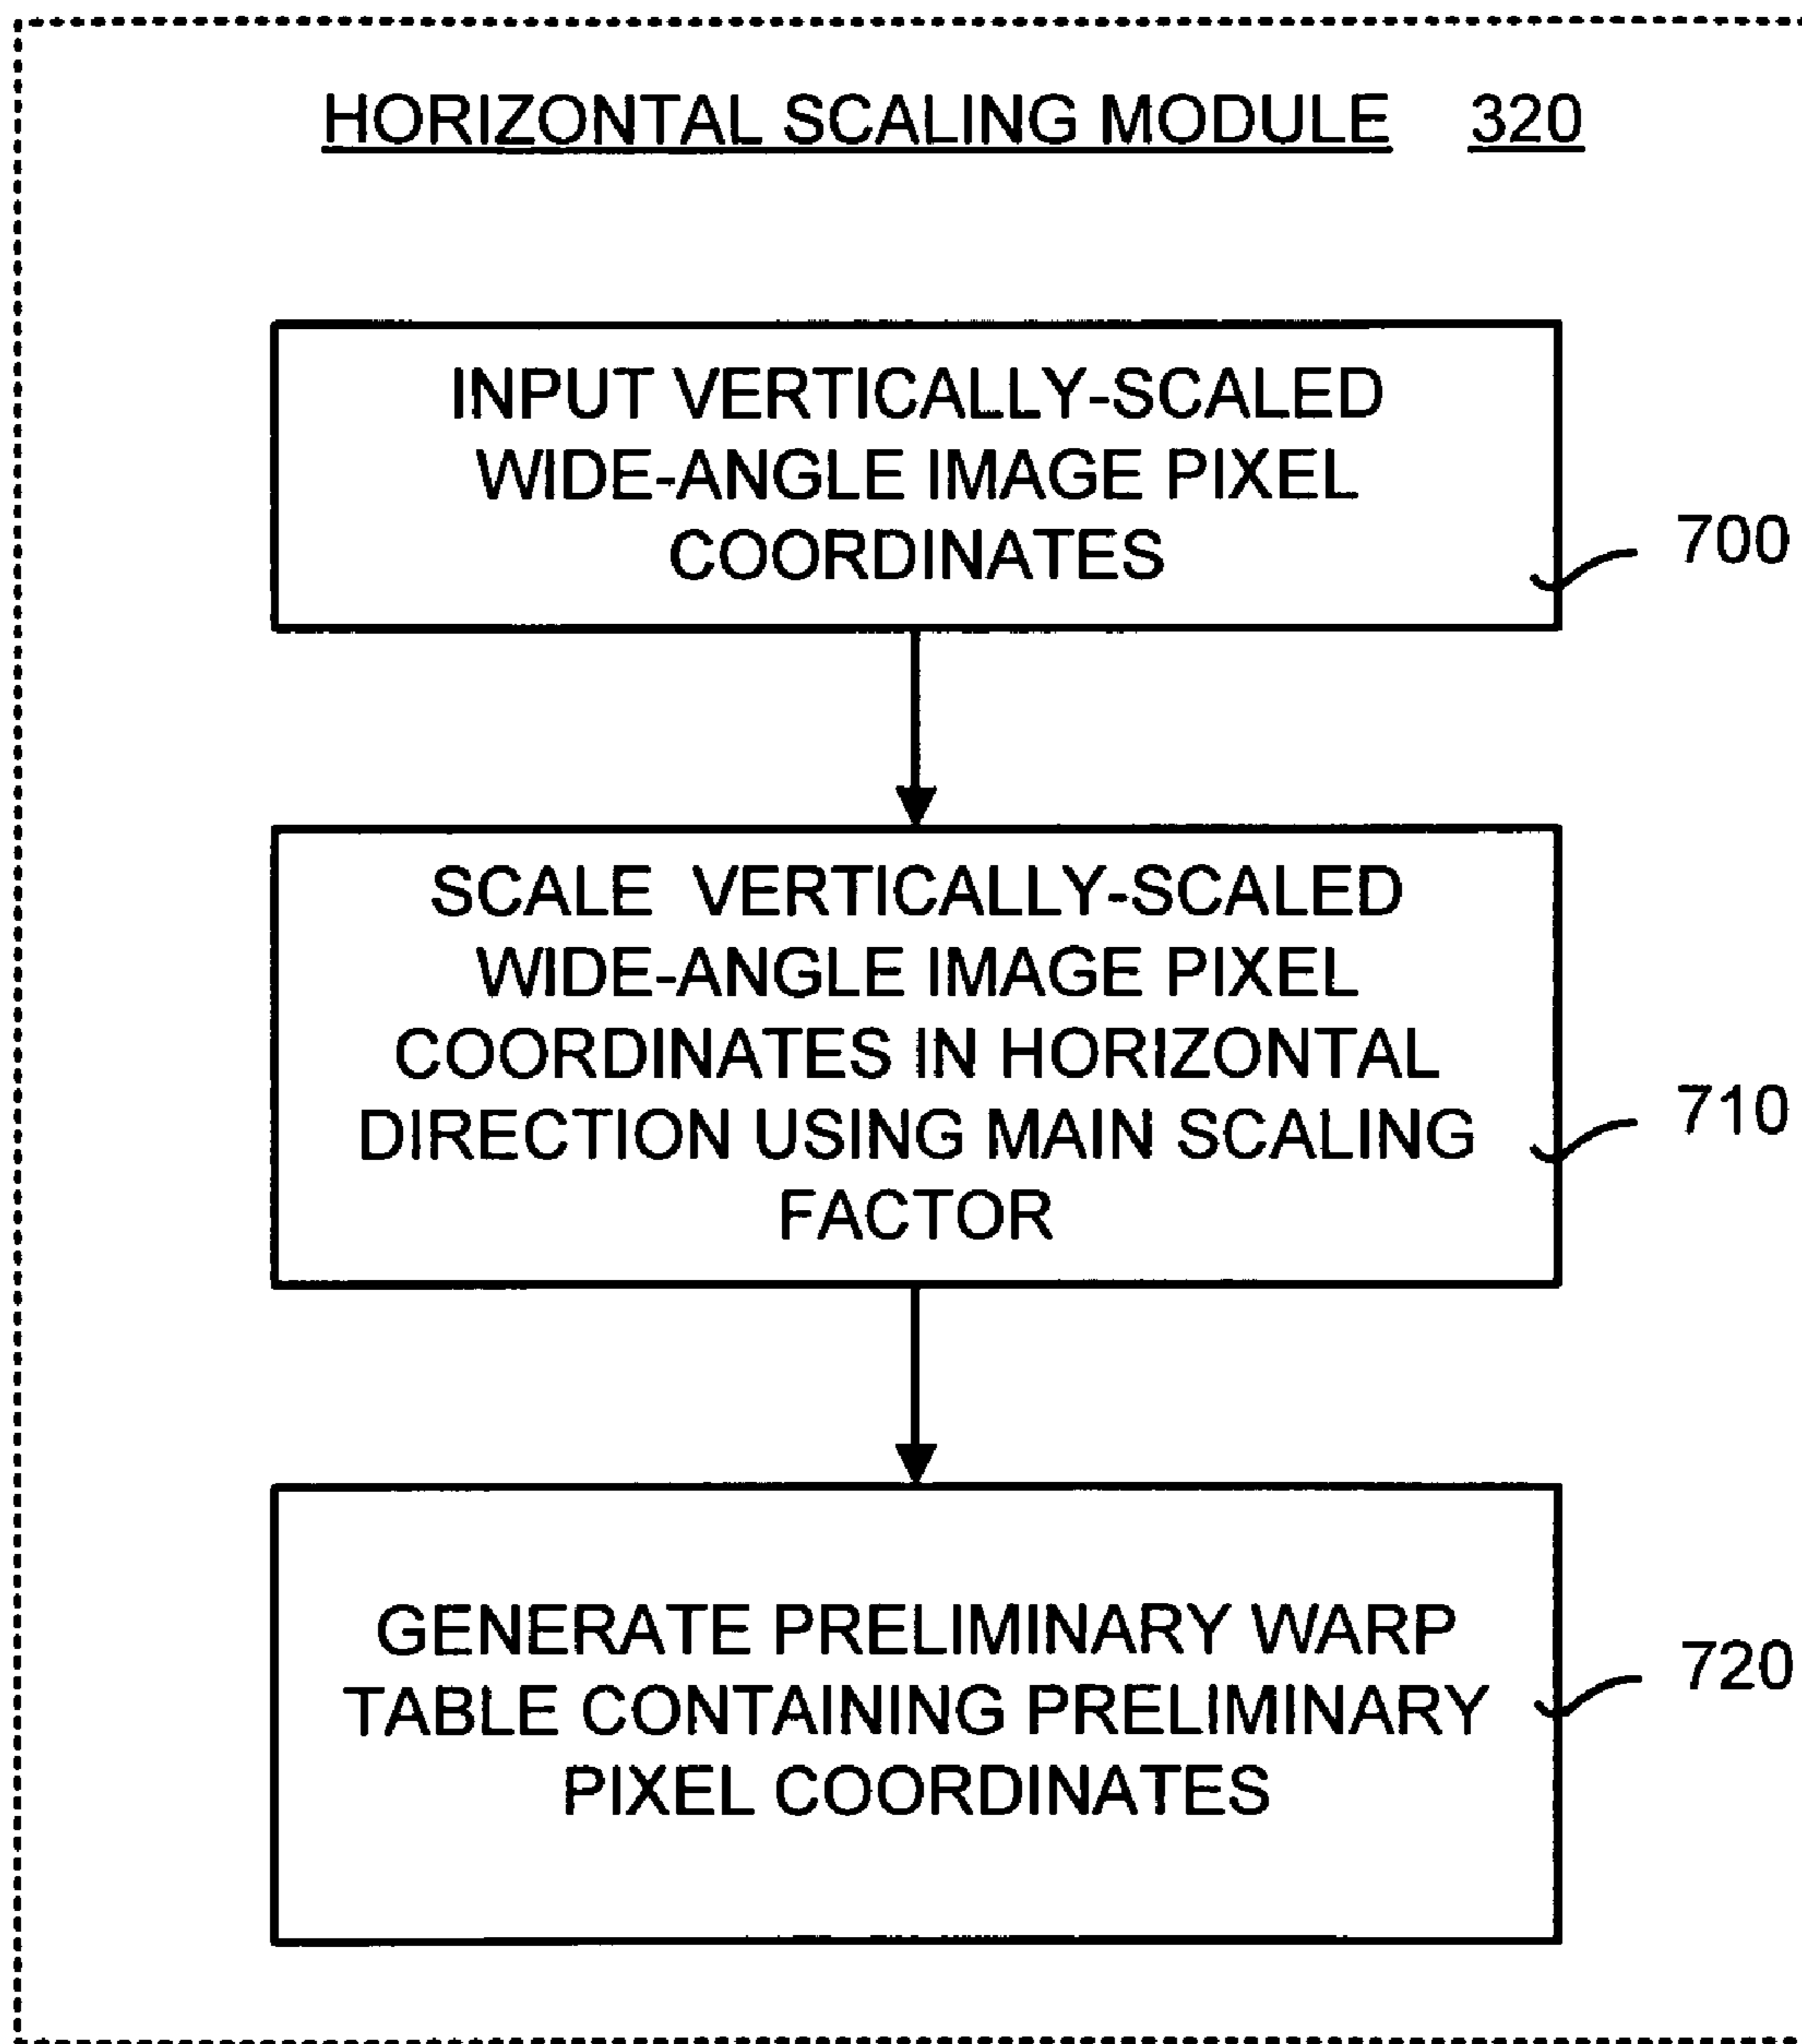 HORIZONTAL SCALING MODULE 320
INPUT VERTICALLY-SCALED
WIDE-ANGLE IMAGE PIXEL
COORDINATES
700
SCALE VERTICALLY-SCALED
WIDE-ANGLE IMAGE PIXEL
COORDINATES IN HORIZONTAL
DIRECTION USING MAIN SCALING
FACTOR
710
GENERATE PRELIMINARY WARP
TABLE CONTAINING PRELIMINARY
PIXEL COORDINATES
720